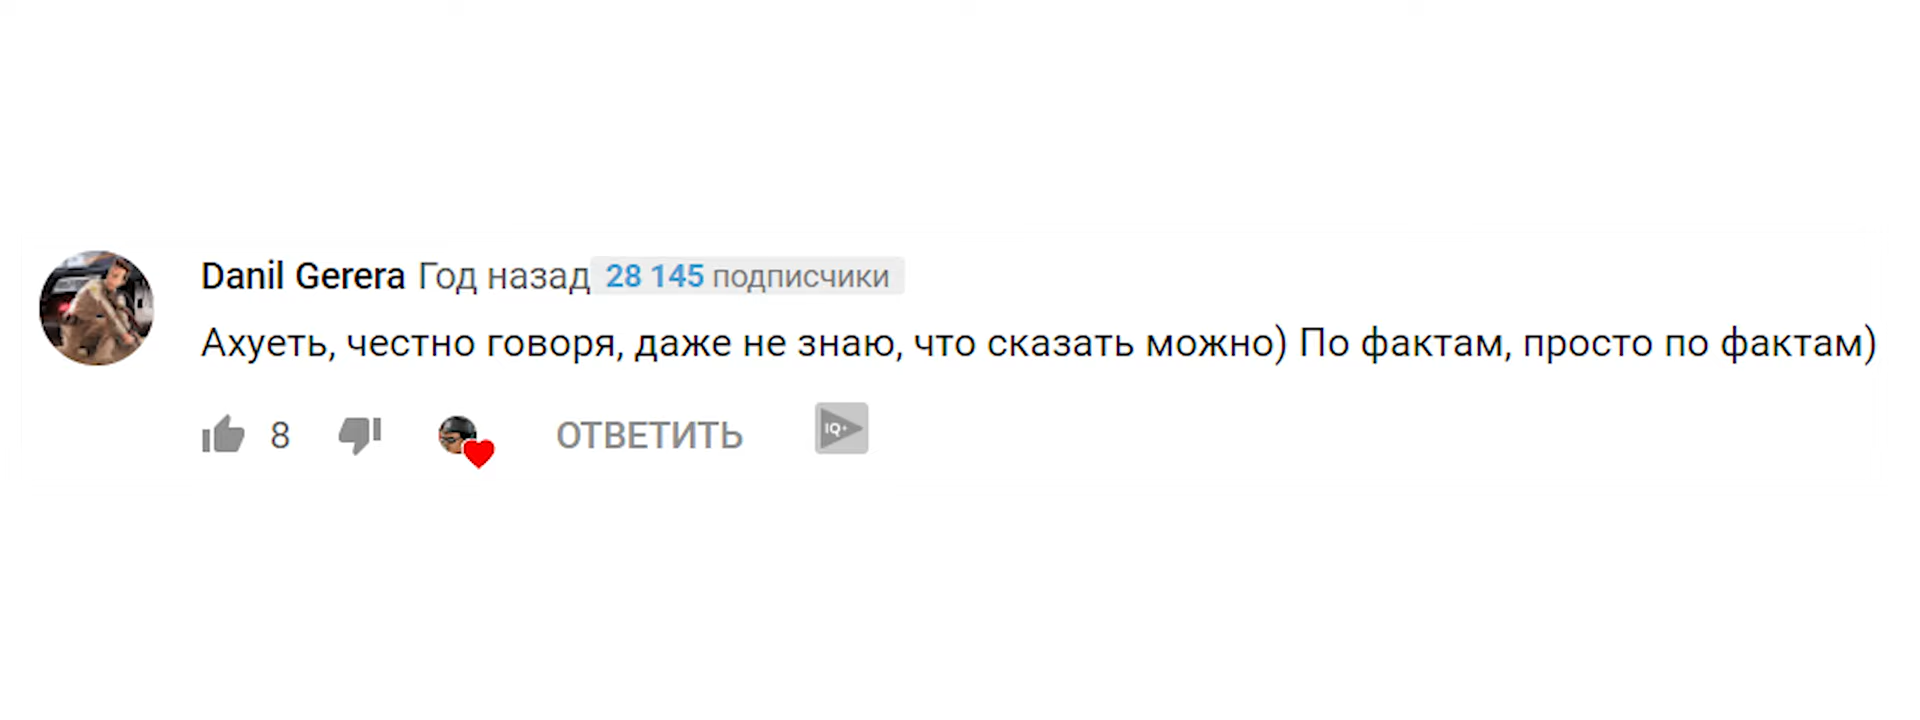 Danil Gerera Год назад 28 145 подписчики
Ахуеть, честно говоря, даже не знаю, что сказать можно) По фактам, просто по фактам)
8 ОТВЕТИТЬ IQ+